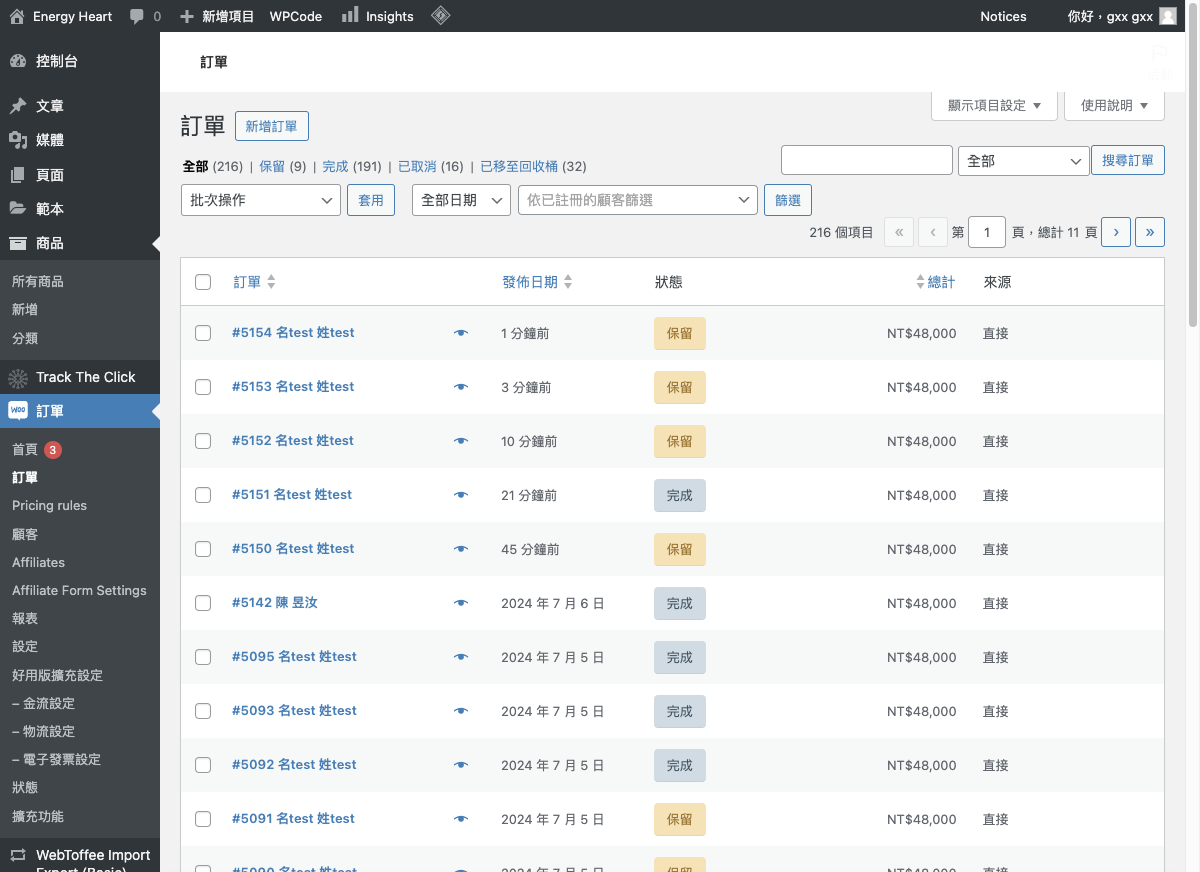 Energy Heart 0 新增項目 WPCode Insights Notices 你好，gxx gxx
控制台
文章
媒體
頁面
範本
商品
所有商品
新增
分類
Track The Click
訂單
首頁 3
訂單
Pricing rules
顧客
Affiliates
Affiliate Form Settings
報表
設定
好用版擴充設定
– 金流設定
– 物流設定
– 電子發票設定
狀態
擴充功能
WebToffee Import
Export (Basic)
訂單
顯示項目設定 ▼ 使用說明 ▼
訂單 新增訂單
全部 (216) | 保留 (9) | 完成 (191) | 已取消 (16) | 已移至回收桶 (32)
全部 搜尋訂單
批次操作 套用 全部日期 依已註冊的顧客篩選 篩選
216 個項目 « ‹ 第 1 頁，總計 11 頁 › »
訂單 發佈日期 狀態 總計 來源
#5154 名test 姓test 1 分鐘前 保留 NT$48,000 直接
#5153 名test 姓test 3 分鐘前 保留 NT$48,000 直接
#5152 名test 姓test 10 分鐘前 保留 NT$48,000 直接
#5151 名test 姓test 21 分鐘前 完成 NT$48,000 直接
#5150 名test 姓test 45 分鐘前 保留 NT$48,000 直接
#5142 陳 昱汝 2024 年 7 月 6 日 完成 NT$48,000 直接
#5095 名test 姓test 2024 年 7 月 5 日 完成 NT$48,000 直接
#5093 名test 姓test 2024 年 7 月 5 日 完成 NT$48,000 直接
#5092 名test 姓test 2024 年 7 月 5 日 完成 NT$48,000 直接
#5091 名test 姓test 2024 年 7 月 5 日 保留 NT$48,000 直接
#5090 名test 姓test 2024 年 7 月 5 日 保留 NT$48,000 直接